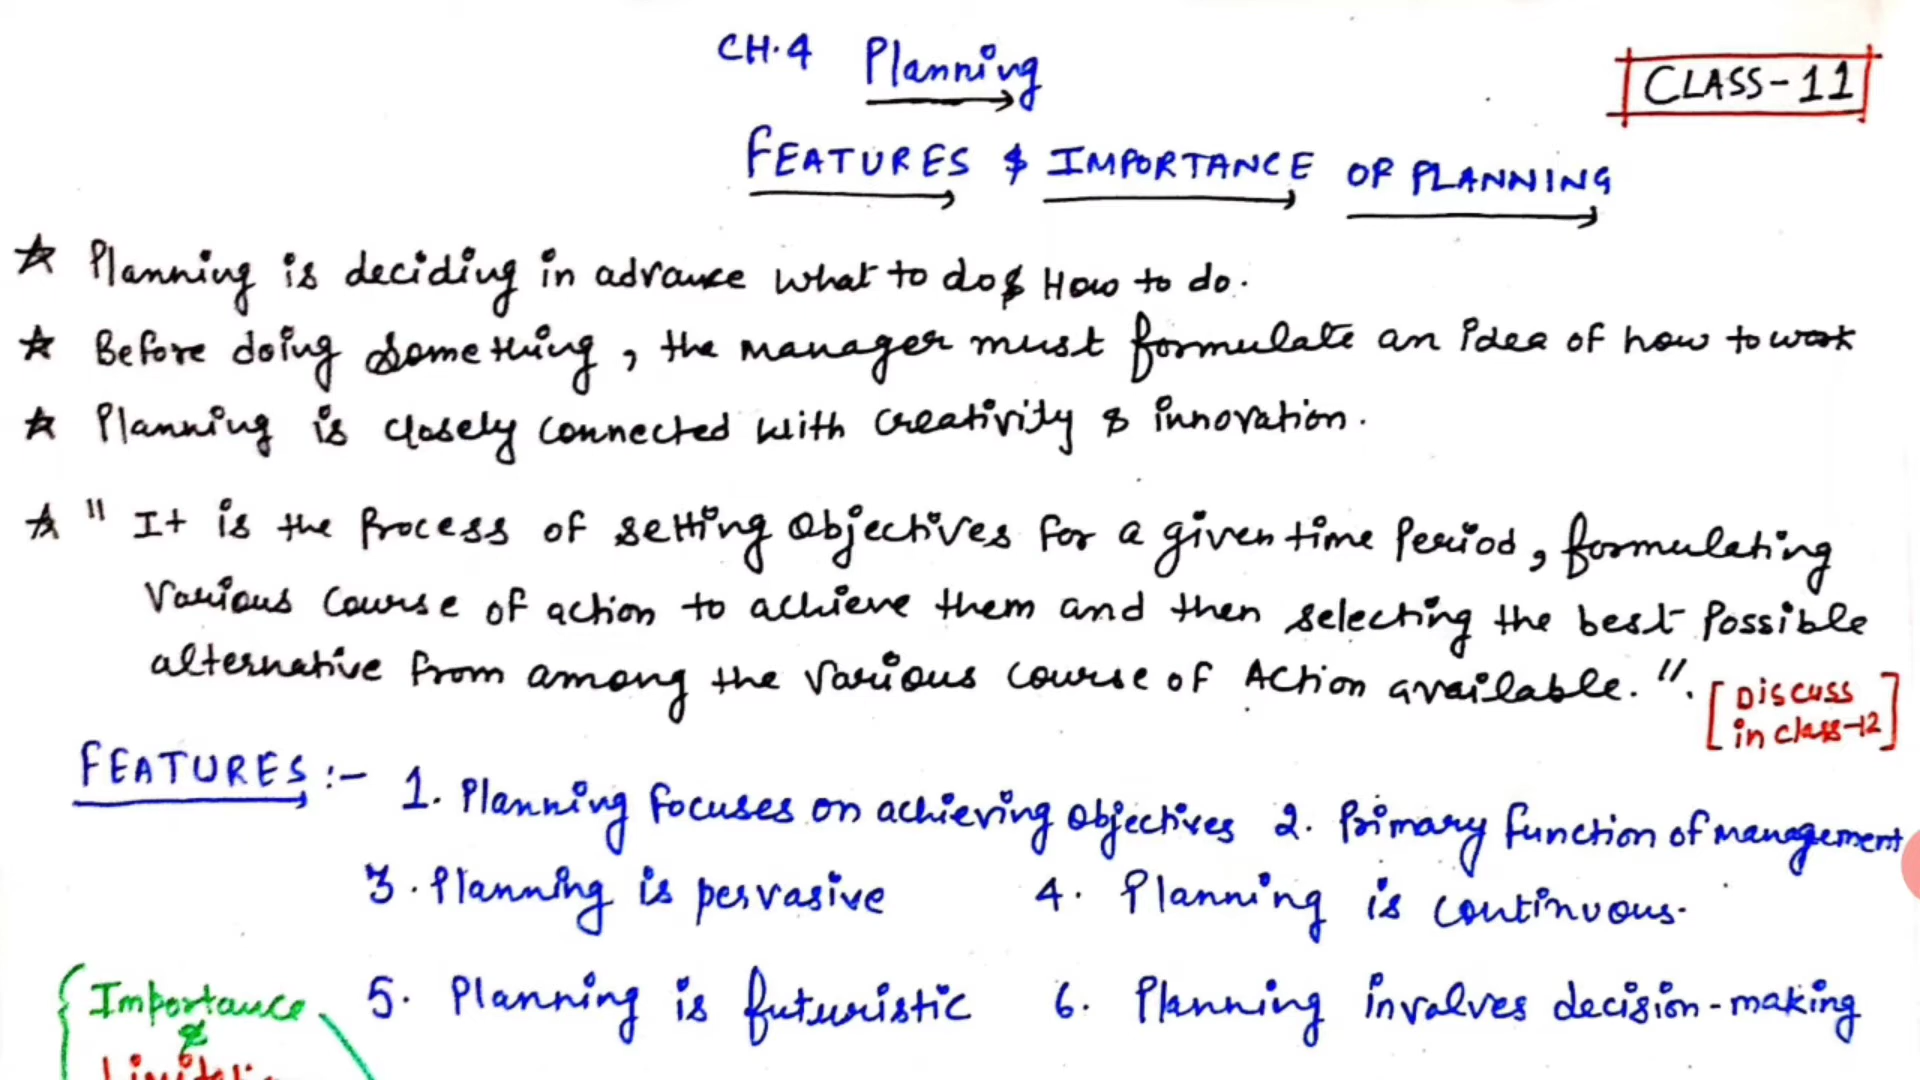 CH.4 Planning
CLASS-11
FEATURES & IMPORTANCE OF PLANNING
☆ Planning is deciding in advance what to do & How to do.
☆ Before doing something, the manager must formulate an idea of how to work
☆ Planning is closely connected with creativity & innovation.
☆ " It is the Process of setting objectives for a given time Period, formulating
Various course of action to achieve them and then selecting the best Possible
alternative from among the various course of Action available. ".
[Discuss
in class-12]
FEATURES :- 1. Planning focuses on achieving objectives 2. Primary function of management
3. Planning is pervasive 4. Planning is continuous.
5. Planning is futuristic 6. Planning involves decision-making
Importance
&